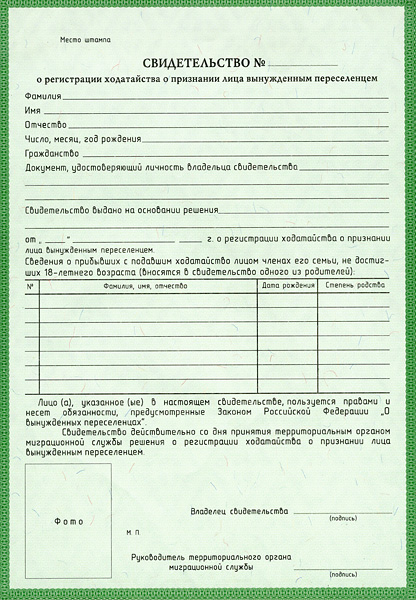 Место штампа
СВИДЕТЕЛЬСТВО №
о регистрации ходатайства о признании лица вынужденным переселенцем
Фамилия
Имя
Отчество
Число, месяц, год рождения
Гражданство
Документ, удостоверяющий личность владельца свидетельства
Свидетельство выдано на основании решения
от „ “ г. о регистрации ходатайства о признании
лица вынужденным переселенцем.
Сведения о прибывших с подавшим ходатайство лицом членах его семьи, не достиг-
ших 18-летнего возраста (вносятся в свидетельство одного из родителей):
№ Фамилия, имя, отчество Дата рождения Степень родства
Лицо (а), указанное (ые) в настоящем свидетельстве, пользуется правами и
несет обязанности, предусмотренные Законом Российской Федерации „О
вынужденных переселенцах“.
Свидетельство действительно со дня принятия территориальным органом
миграционной службы решения о регистрации ходатайства о признании лица
вынужденным переселенцем.
Фото
Владелец свидетельства
(подпись)
М. П
Руководитель территориального органа
миграционной службы
(подпись)